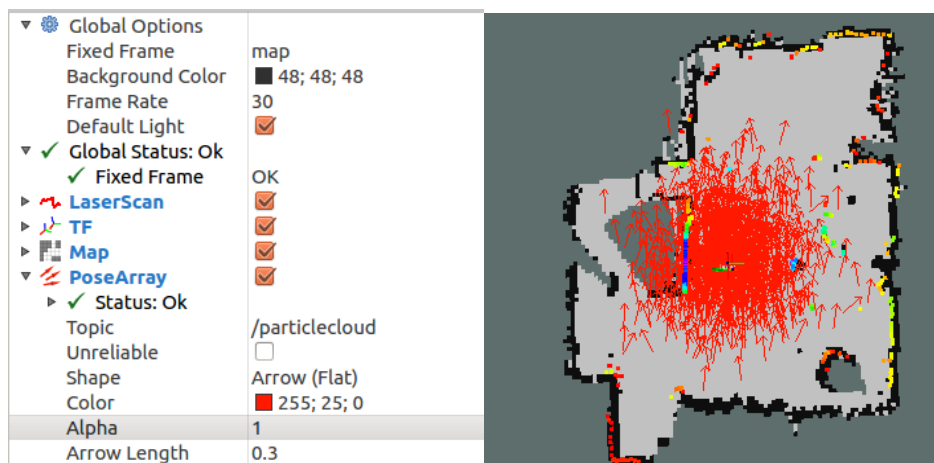 Global Options
Fixed Frame map
Background Color 48; 48; 48
Frame Rate 30
Default Light
Global Status: Ok
Fixed Frame OK
LaserScan
TF
Map
PoseArray
Status: Ok
Topic /particlecloud
Unreliable
Shape Arrow (Flat)
Color 255; 25; 0
Alpha 1
Arrow Length 0.3